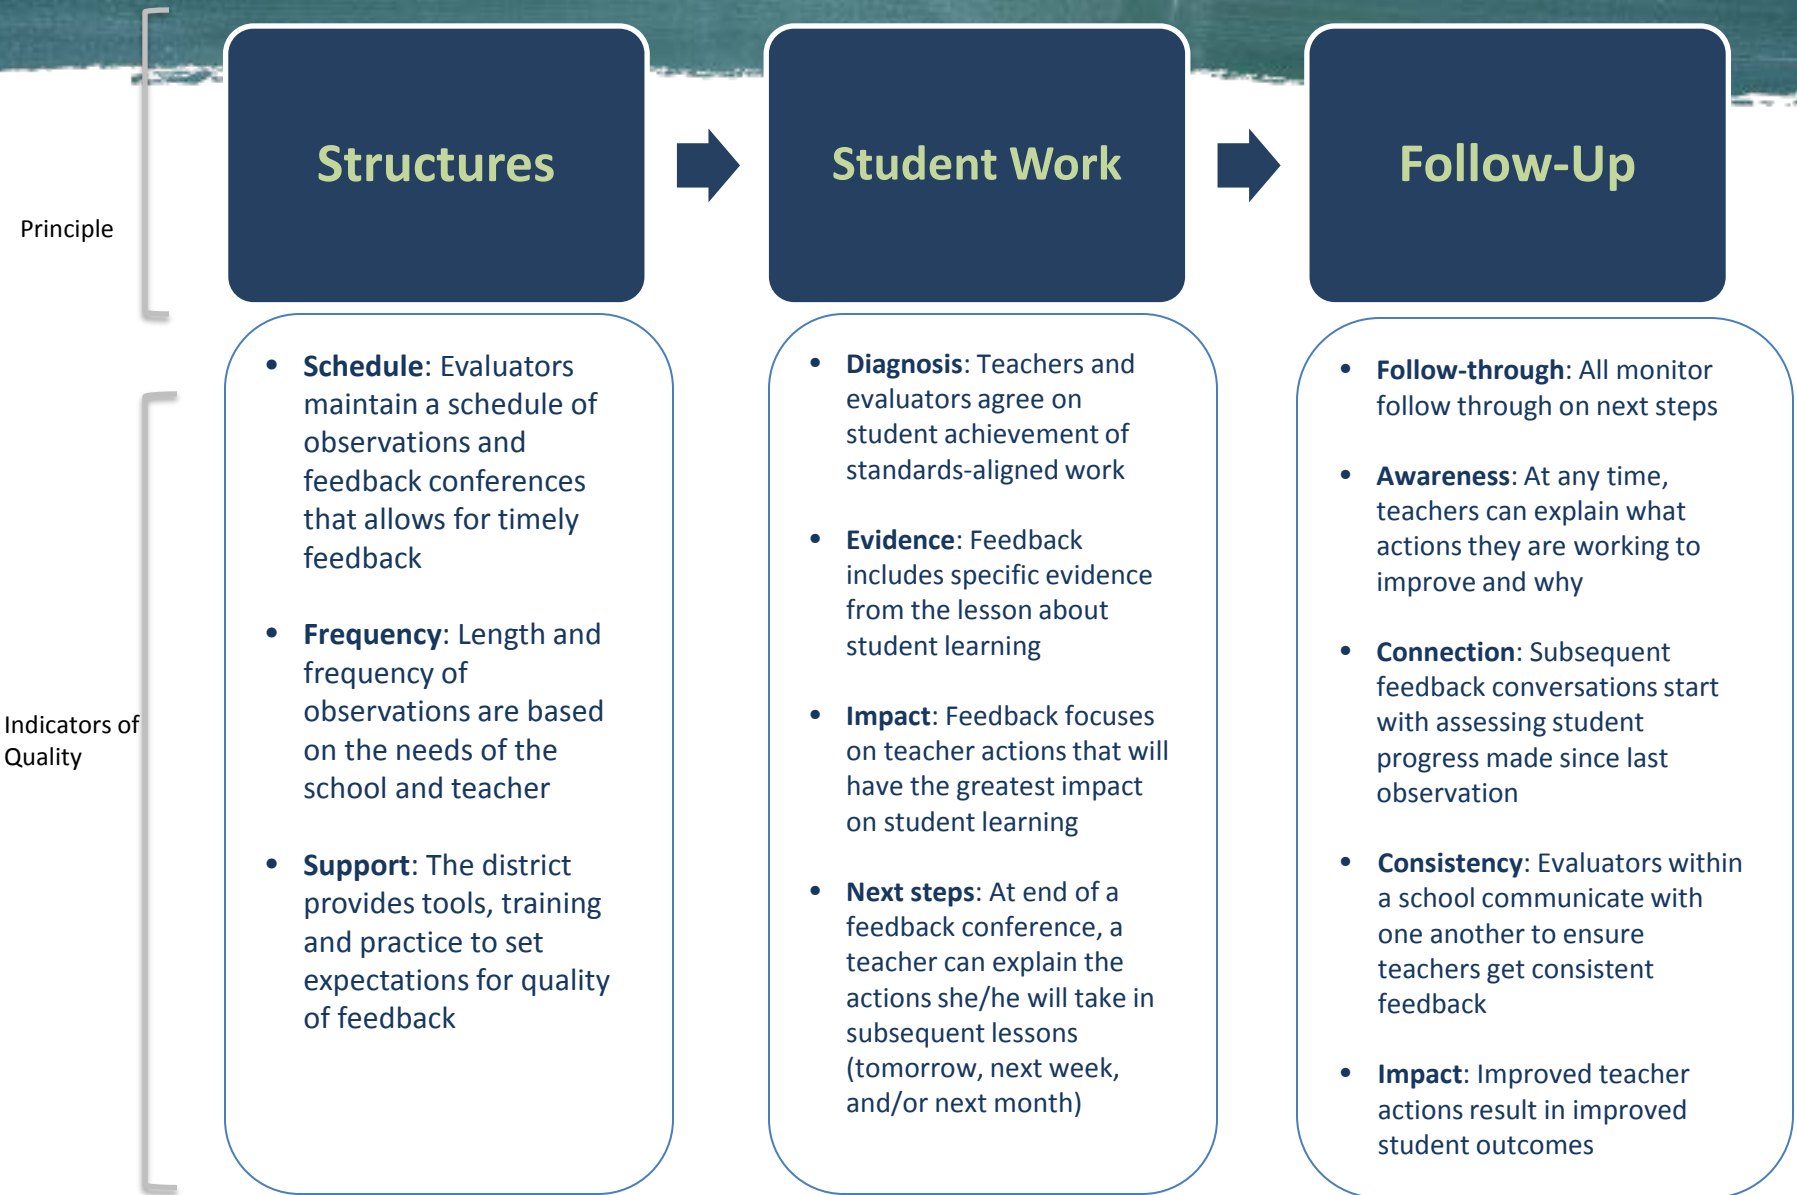 Principle
Structures
Student Work
Follow-Up
Indicators of
Quality
• Schedule: Evaluators
maintain a schedule of
observations and
feedback conferences
that allows for timely
feedback
• Frequency: Length and
frequency of
observations are based
on the needs of the
school and teacher
• Support: The district
provides tools, training
and practice to set
expectations for quality
of feedback
• Diagnosis: Teachers and
evaluators agree on
student achievement of
standards-aligned work
• Evidence: Feedback
includes specific evidence
from the lesson about
student learning
• Impact: Feedback focuses
on teacher actions that will
have the greatest impact
on student learning
• Next steps: At end of a
feedback conference, a
teacher can explain the
actions she/he will take in
subsequent lessons
(tomorrow, next week,
and/or next month)
• Follow-through: All monitor
follow through on next steps
• Awareness: At any time,
teachers can explain what
actions they are working to
improve and why
• Connection: Subsequent
feedback conversations start
with assessing student
progress made since last
observation
• Consistency: Evaluators within
a school communicate with
one another to ensure
teachers get consistent
feedback
• Impact: Improved teacher
actions result in improved
student outcomes